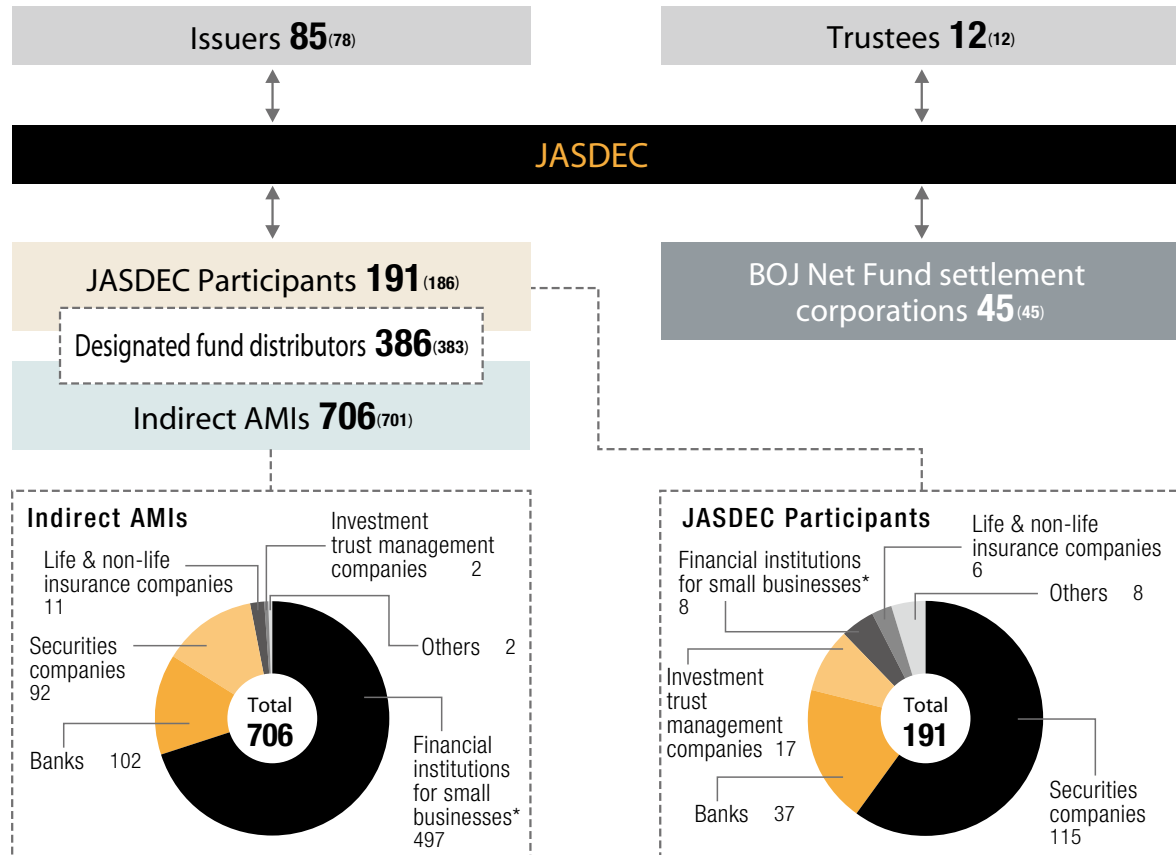 Issuers 85(78)
Trustees 12(12)
JASDEC
JASDEC Participants 191(186)
Designated fund distributors 386(383)
Indirect AMIs 706(701)
BOJ Net Fund settlement
corporations 45(45)
Indirect AMIs
Investment
trust management
companies 2
Life & non-life
insurance companies
11
Securities
companies
92
Others 2
Total
706
Banks 102
Financial
institutions
for small
businesses*
497
JASDEC Participants
Life & non-life
insurance companies
6
Financial institutions
for small businesses*
8
Others 8
Investment
trust
management
companies 17
Total
191
Banks 37
Securities
companies
115